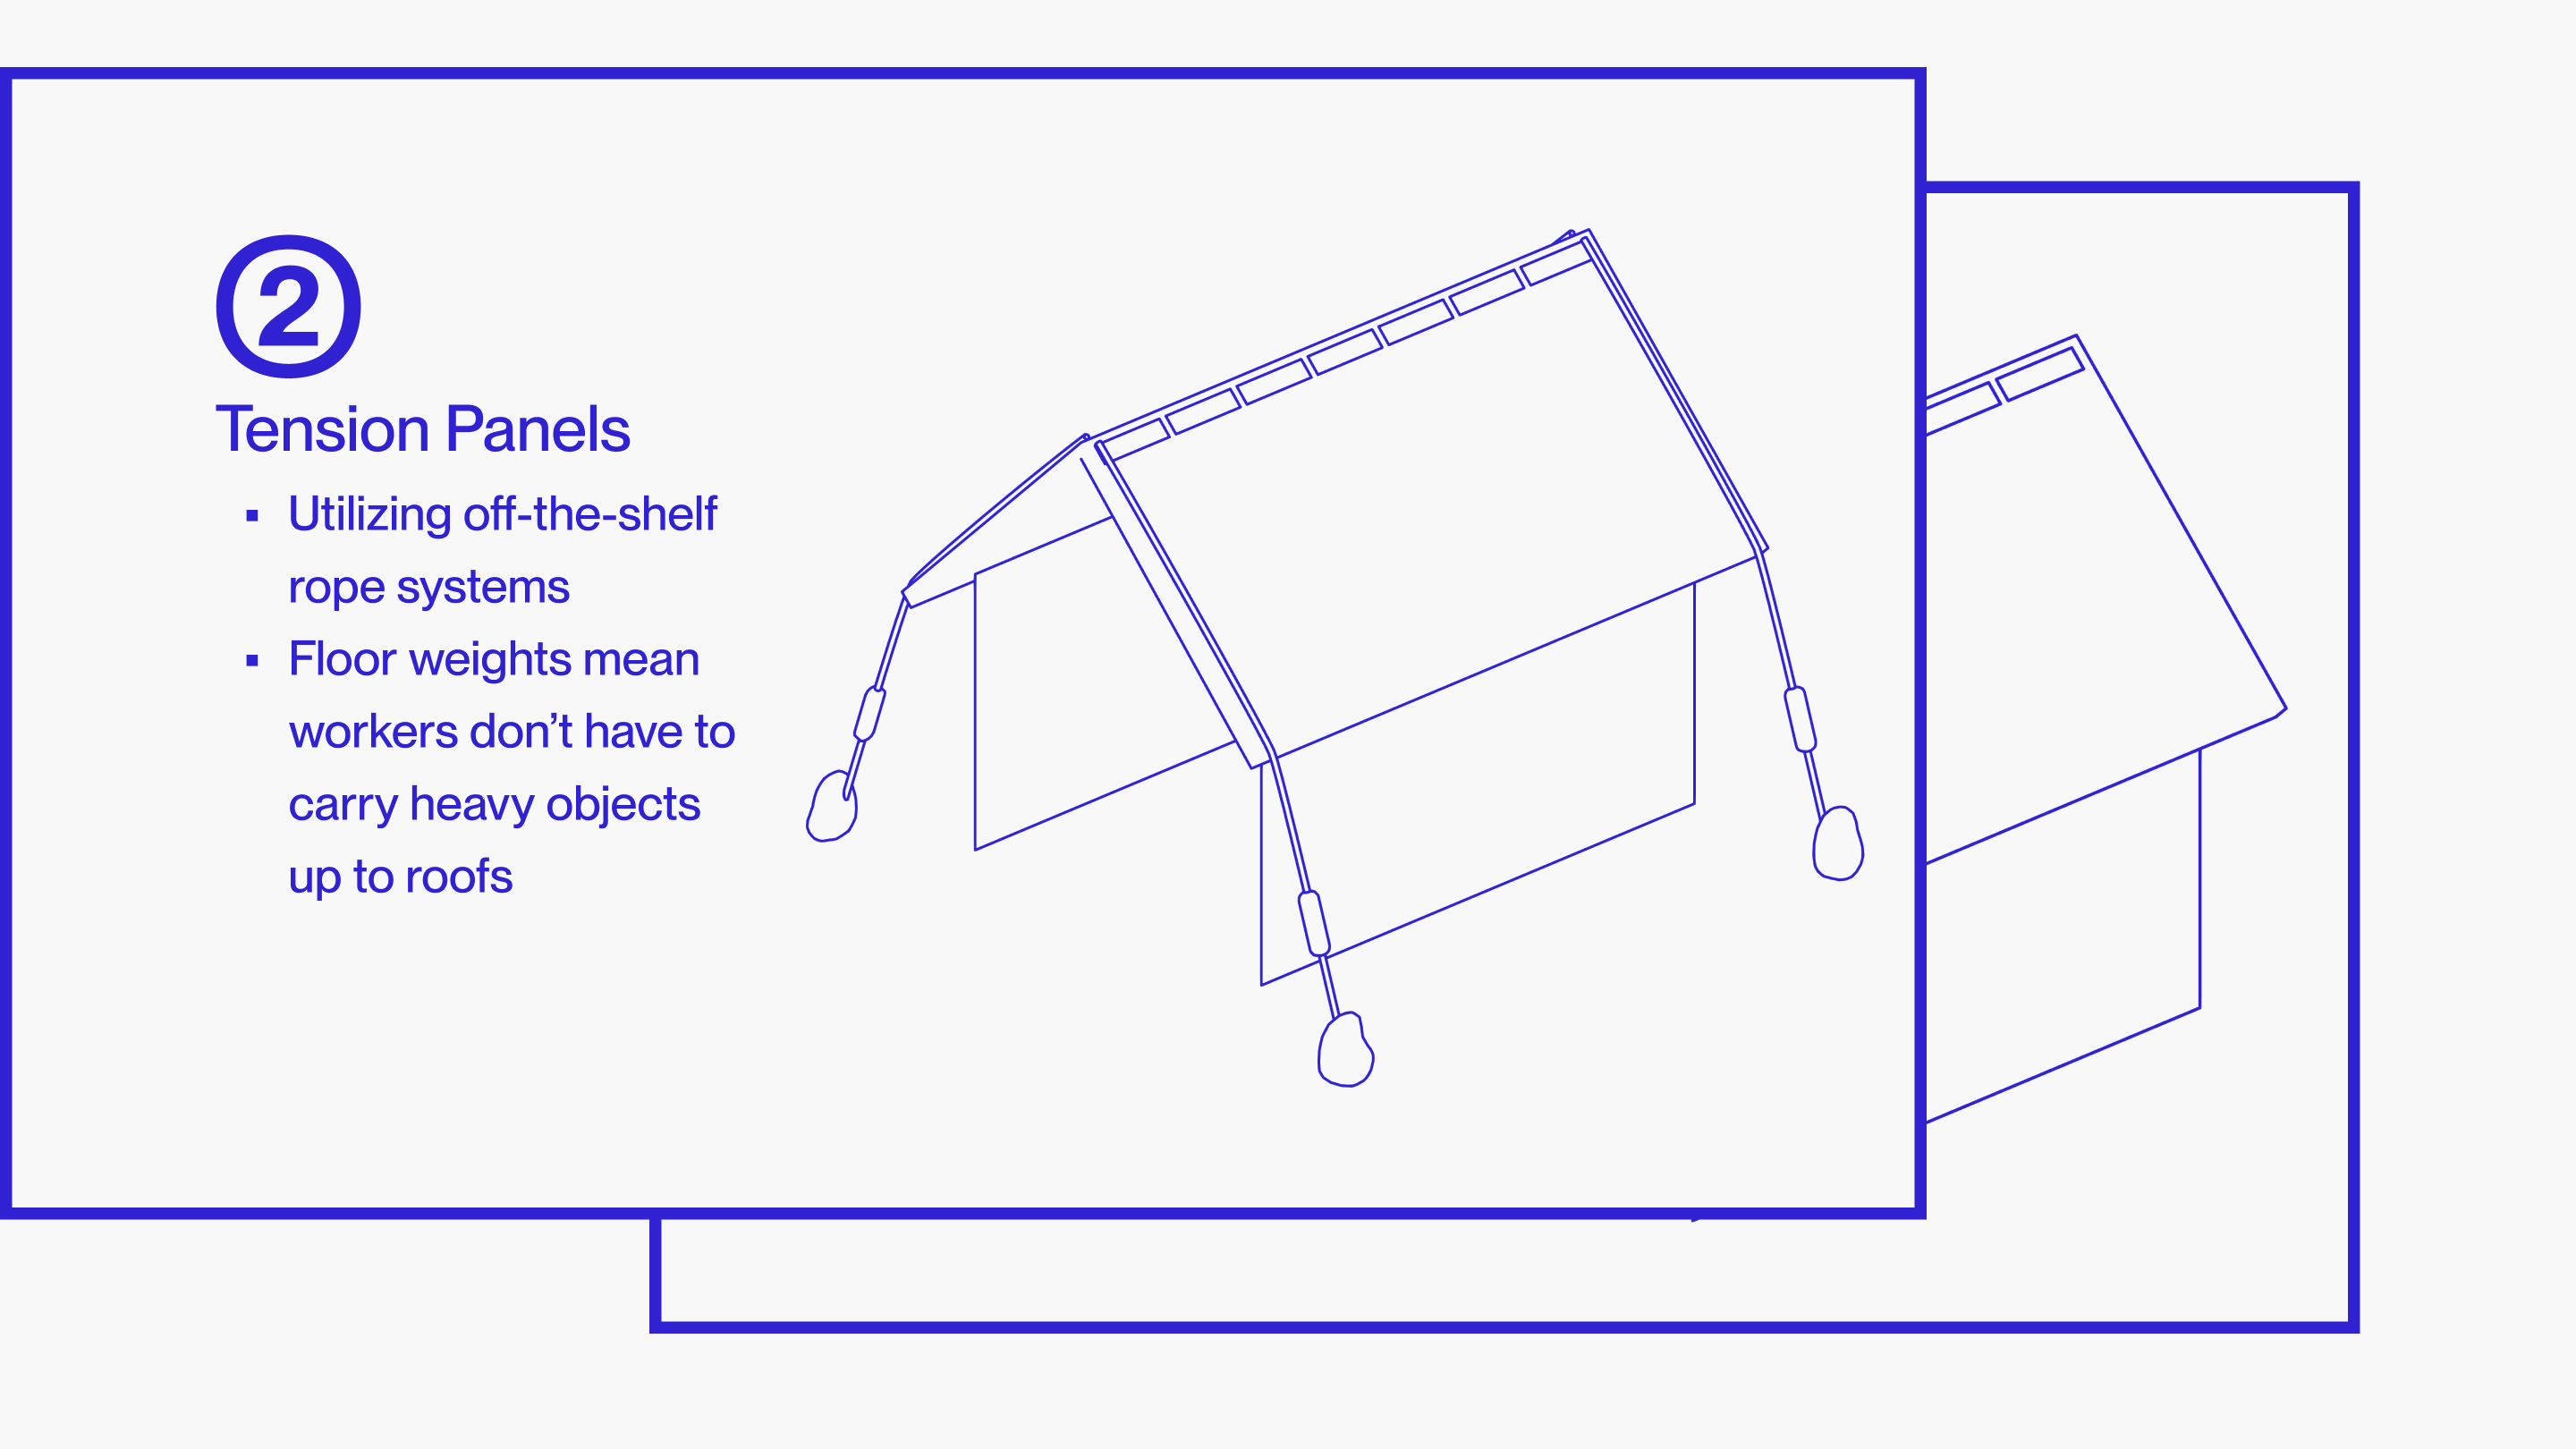 2
Tension Panels
▪ Utilizing off-the-shelf
rope systems
▪ Floor weights mean
workers don’t have to
carry heavy objects
up to roofs